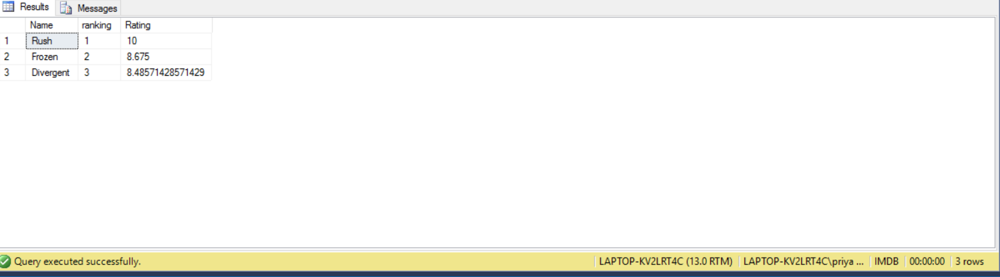 Results Messages
Name ranking Rating
1 Rush 1 10
2 Frozen 2 8.675
3 Divergent 3 8.48571428571429
Query executed successfully. LAPTOP-KV2LRT4C (13.0 RTM) LAPTOP-KV2LRT4C\priya ... IMDB 00:00:00 3 rows